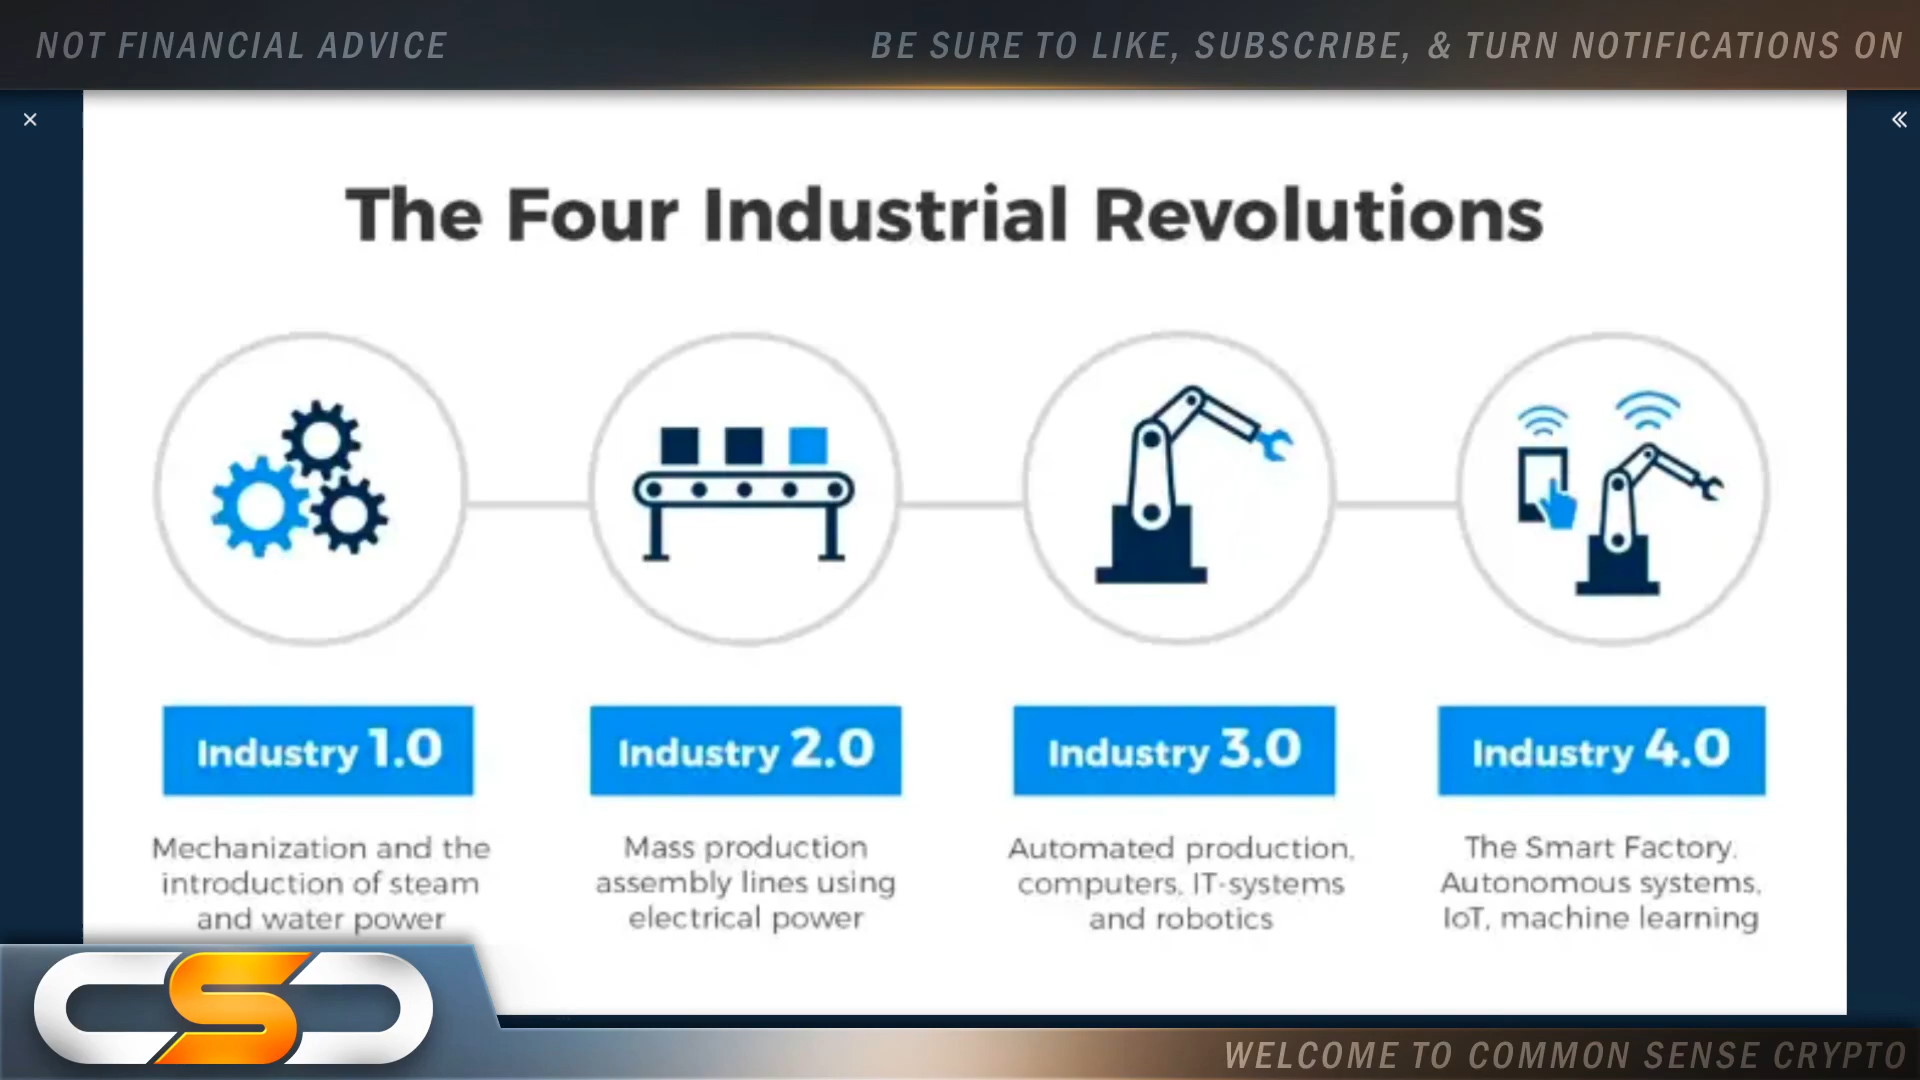 NOT FINANCIAL ADVICE
BE SURE TO LIKE, SUBSCRIBE, & TURN NOTIFICATIONS ON
The Four Industrial Revolutions
Industry 1.0
Mechanization and the
introduction of steam
and water power
Industry 2.0
Mass production
assembly lines using
electrical power
Industry 3.0
Automated production,
computers, IT-systems
and robotics
Industry 4.0
The Smart Factory.
Autonomous systems,
IoT, machine learning
CSC
WELCOME TO COMMON SENSE CRYPTO